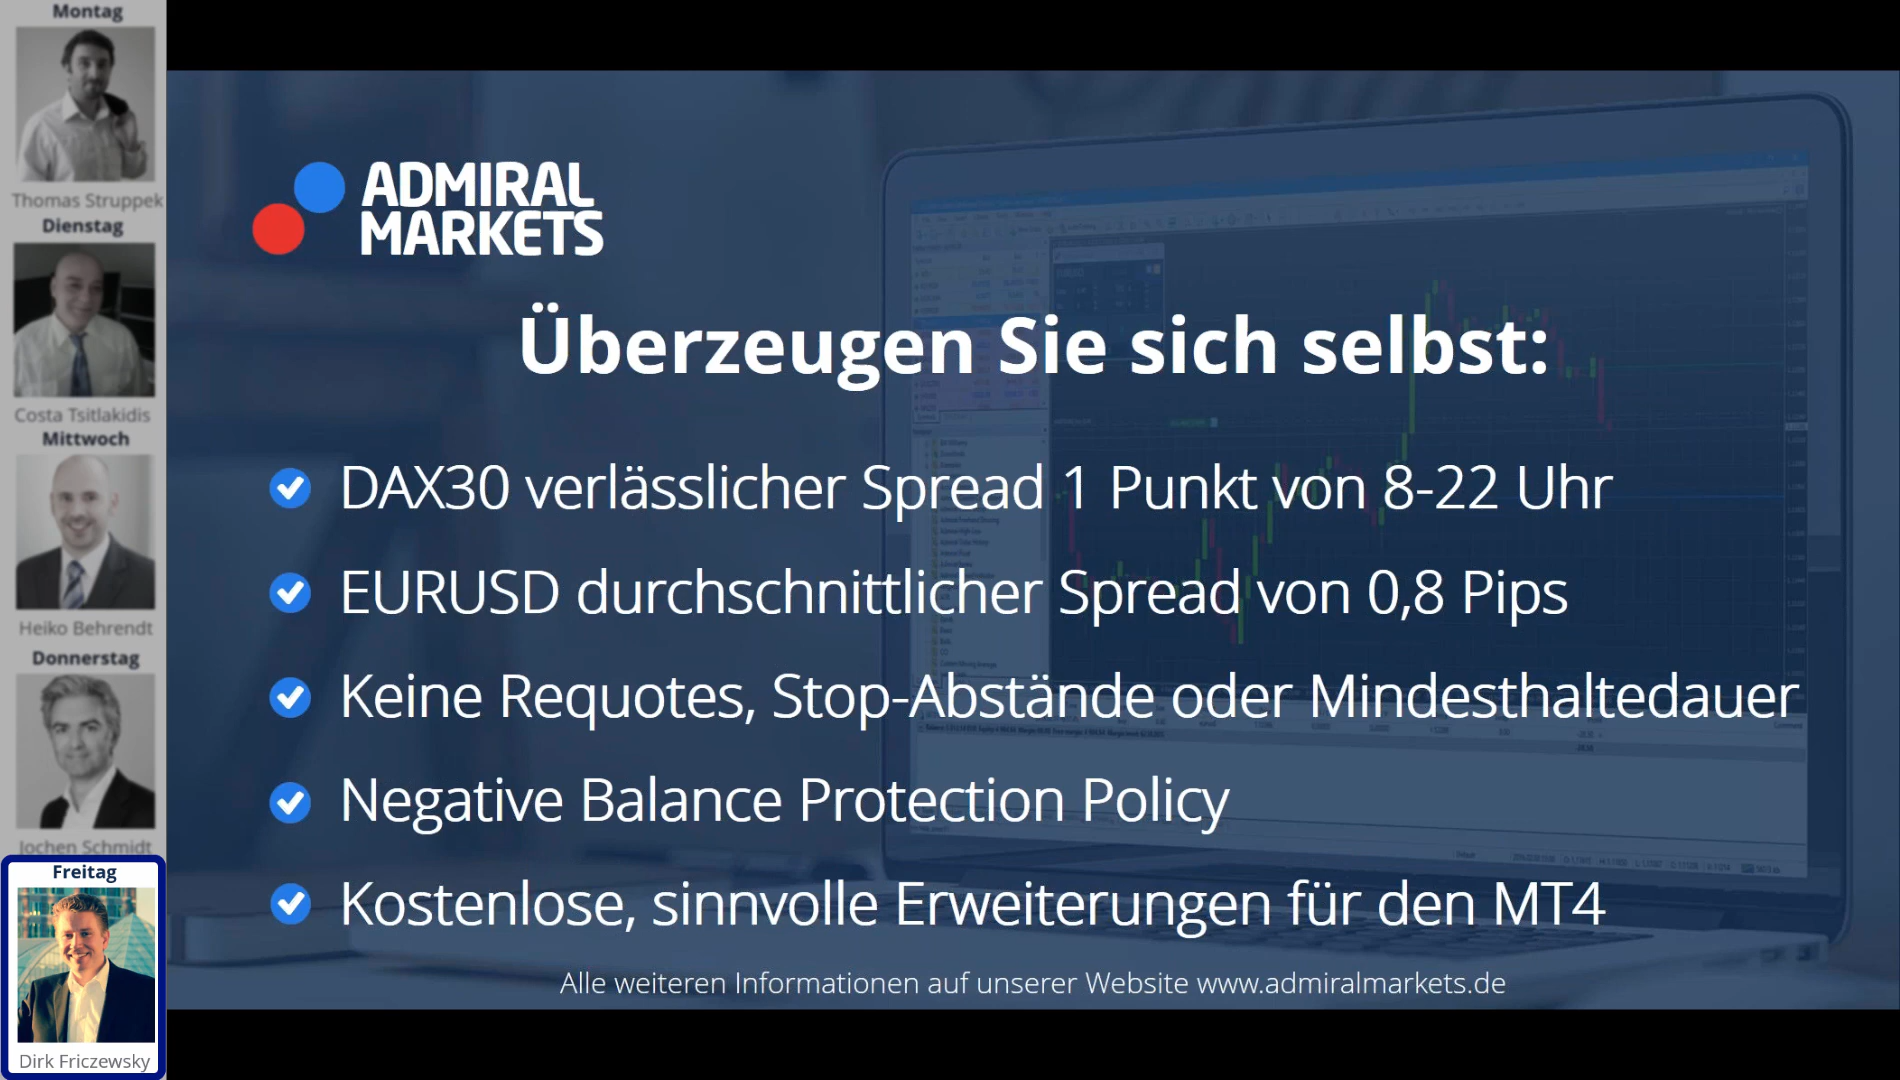 Montag
Thomas Struppek
Dienstag
Costa Tsitlakidis
Mittwoch
Heiko Behrendt
Donnerstag
Jochen Schmidt
Freitag
Dirk Friczewsky
ADMIRAL
MARKETS
Überzeugen Sie sich selbst:
DAX30 verlässlicher Spread 1 Punkt von 8-22 Uhr
EURUSD durchschnittlicher Spread von 0,8 Pips
Keine Requotes, Stop-Abstände oder Mindesthaltedauer
Negative Balance Protection Policy
Kostenlose, sinnvolle Erweiterungen für den MT4
Alle weiteren Informationen auf unserer Website www.admiralmarkets.de